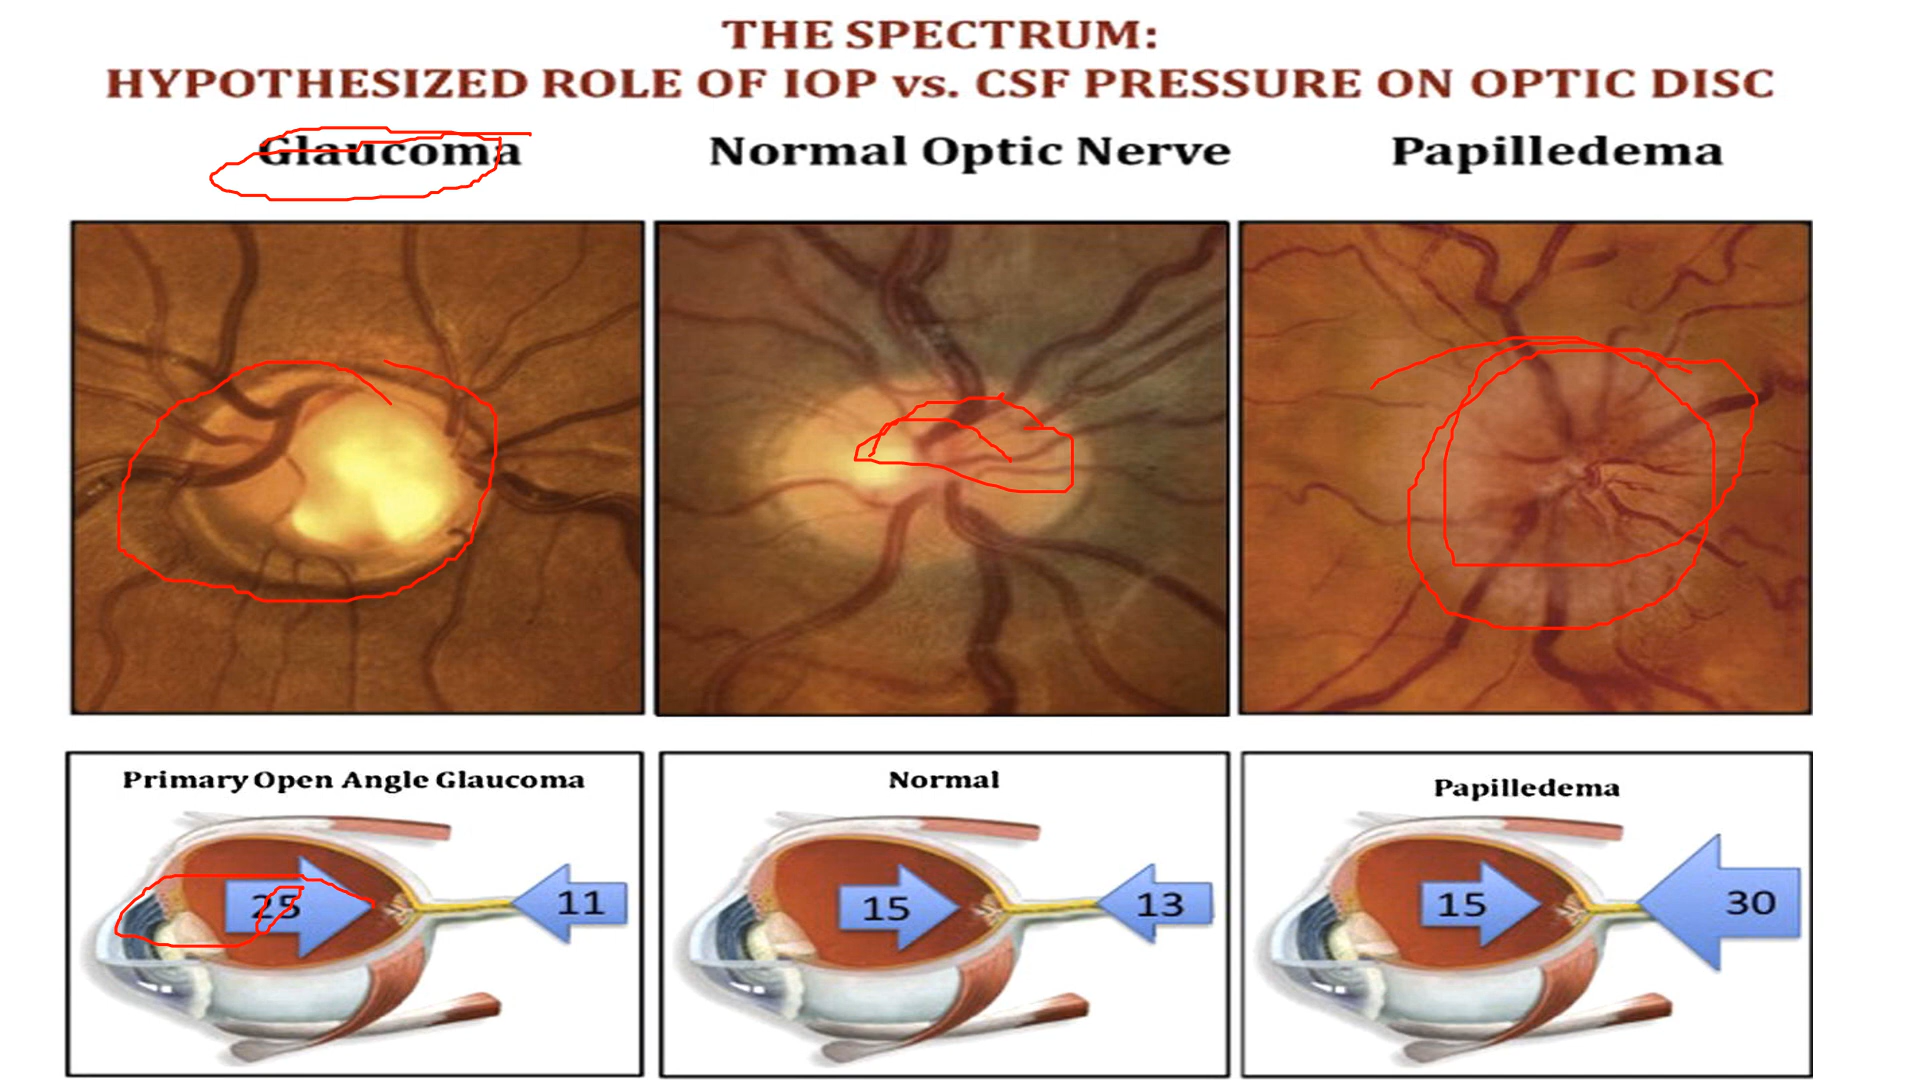 THE SPECTRUM:
HYPOTHESIZED ROLE OF IOP vs. CSF PRESSURE ON OPTIC DISC
Glaucoma
Normal Optic Nerve
Papilledema
Primary Open Angle Glaucoma
25
11
Normal
15
13
Papilledema
15
30